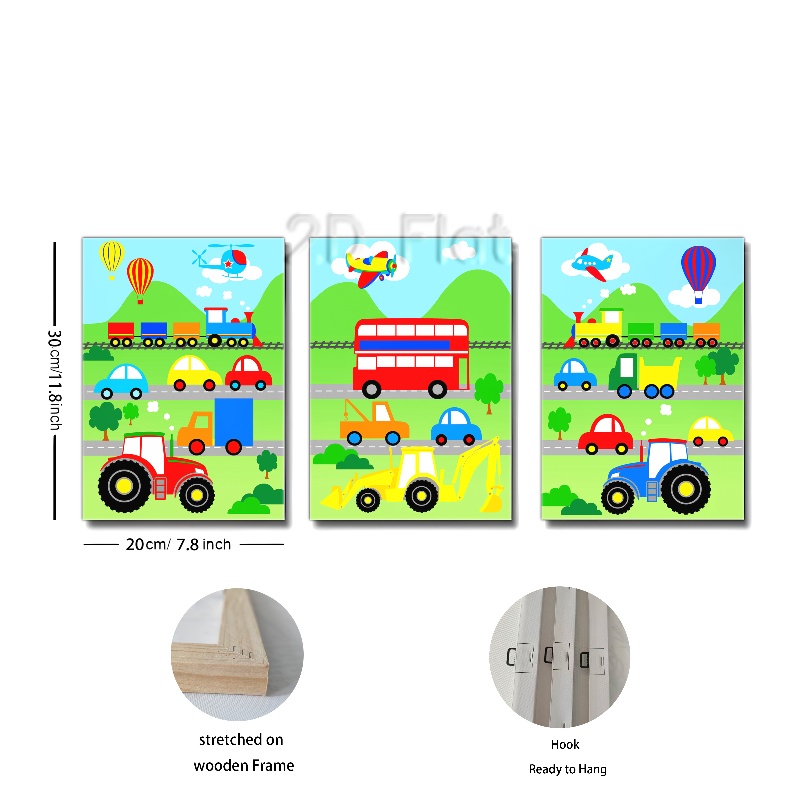 2D Flat
30cm/11.8inch
20cm/ 7.8 inch
stretched on
wooden Frame
Hook
Ready to Hang